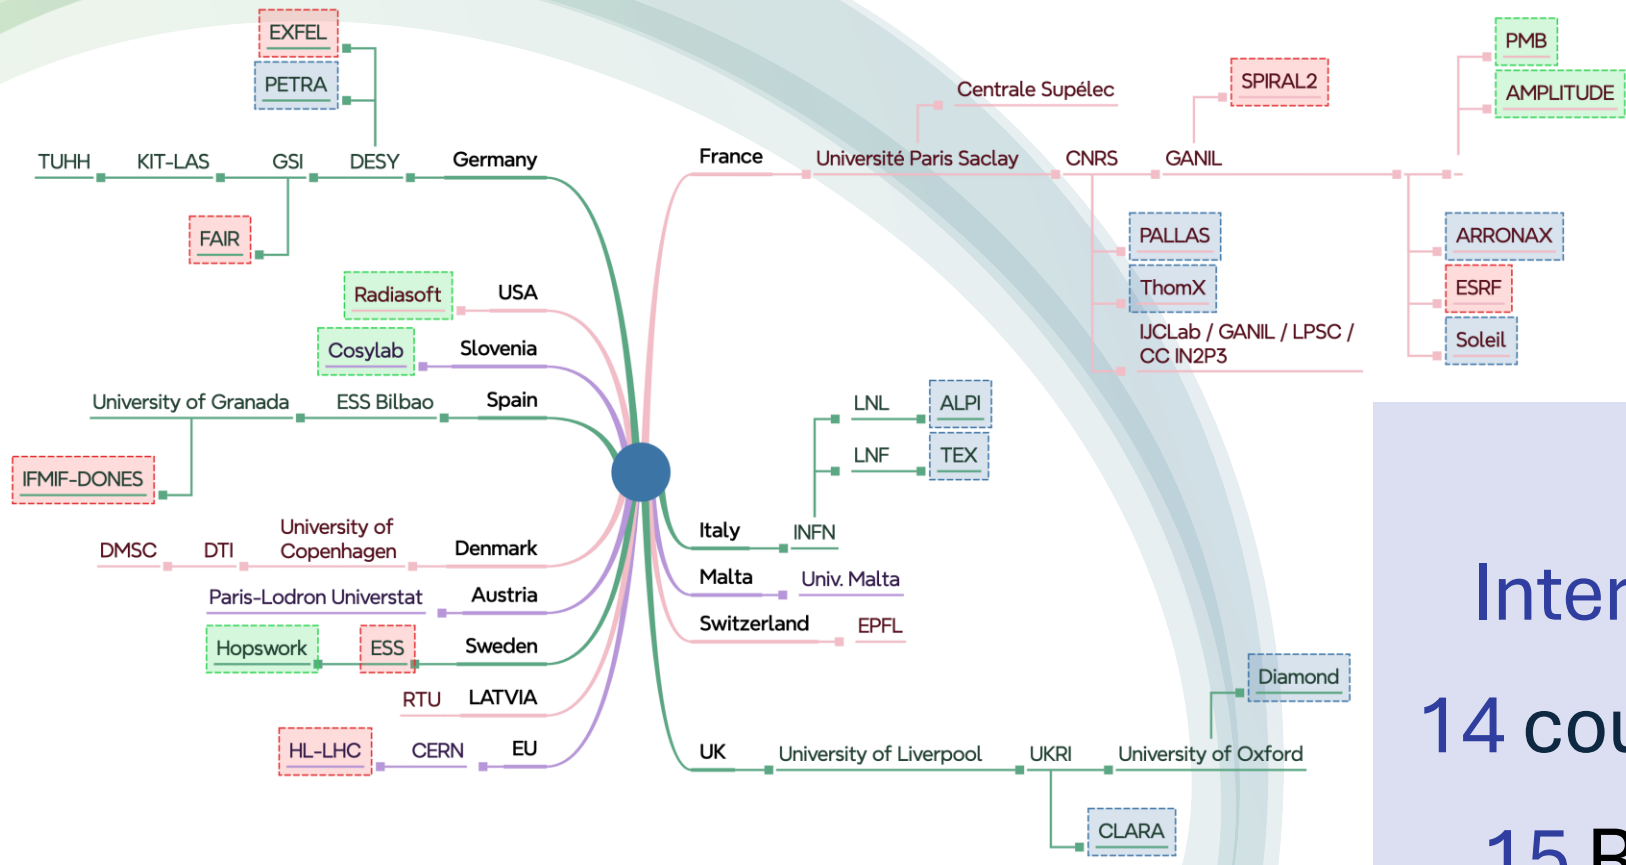 EXFEL
PETRA
TUHH
KIT-LAS
GSI
DESY
Germany
FAIR
Radiasoft
USA
Cosylab
Slovenia
University of Granada
ESS Bilbao
Spain
IFMIF-DONES
DMSC
DTI
University of
Copenhagen
Denmark
Paris-Lodron Universtat
Austria
Hopswork
ESS
Sweden
RTU
LATVIA
HL-LHC
CERN
EU
France
Université Paris Saclay
Centrale Supélec
CNRS
GANIL
SPIRAL2
PMB
AMPLITUDE
PALLAS
ThomX
IJCLab / GANIL / LPSC /
CC IN2P3
ARRONAX
ESRF
Soleil
LNL
ALPI
LNF
TEX
Italy
INFN
Malta
Univ. Malta
Switzerland
EPFL
UK
University of Liverpool
UKRI
University of Oxford
Diamond
CLARA
14
15